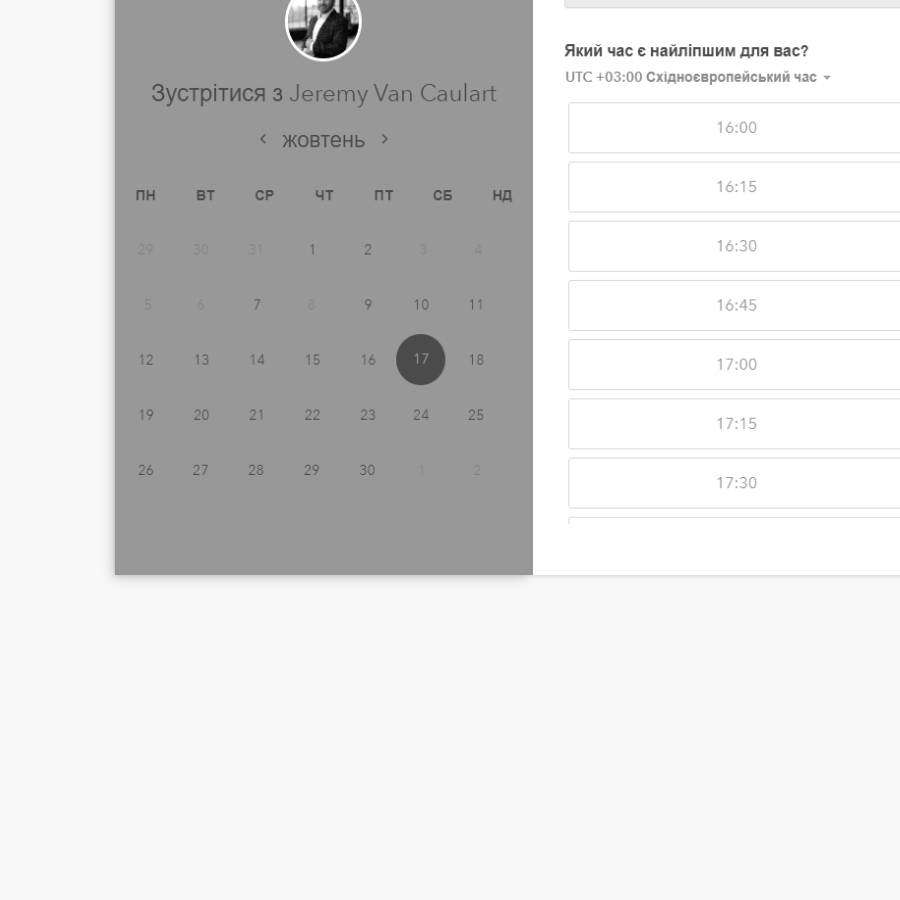 Зустрітися з Jeremy Van Caulart
жовтень
ПН ВТ СР ЧТ ПТ СБ НД
29 30 31 1 2 3 4
5 6 7 8 9 10 11
12 13 14 15 16 17 18
19 20 21 22 23 24 25
26 27 28 29 30 1 2
Який час є найліпшим для вас?
UTC +03:00 Східноєвропейський час
16:00
16:15
16:30
16:45
17:00
17:15
17:30